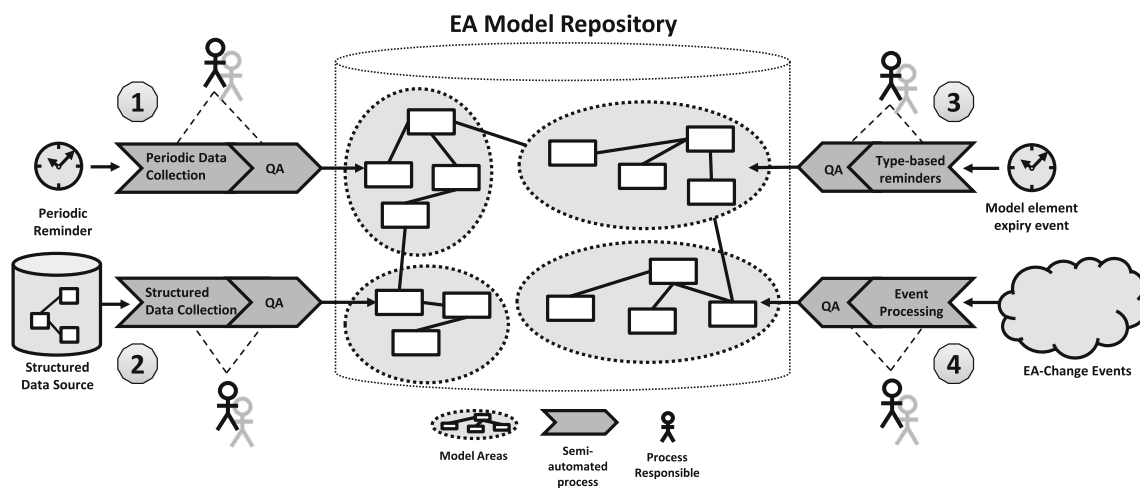 EA Model Repository
1
Periodic Data
Collection
QA
Periodic
Reminder
3
QA
Type-based
reminders
Model element
expiry event
Structured
Data Collection
QA
2
Structured
Data Source
QA
Event
Processing
4
EA-Change Events
Model Areas
Semi-
automated
process
Process
Responsible